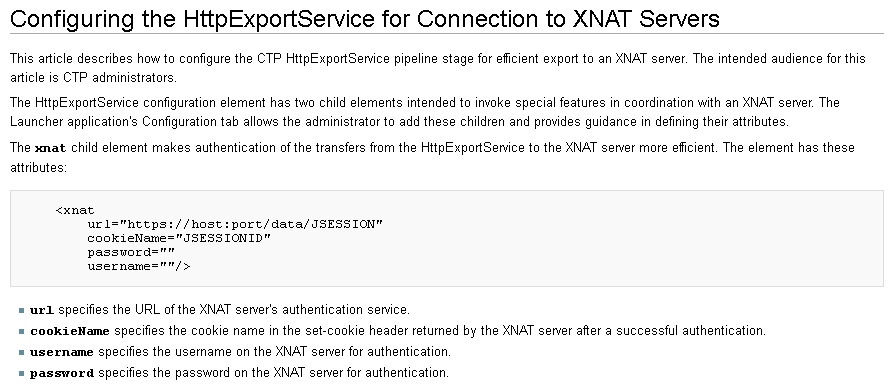 Configuring the HttpExportService for Connection to XNAT Servers
This article describes how to configure the CTP HttpExportService pipeline stage for efficient export to an XNAT server. The intended audience for this
article is CTP administrators.
The HttpExportService configuration element has two child elements intended to invoke special features in coordination with an XNAT server. The
Launcher application's Configuration tab allows the administrator to add these children and provides guidance in defining their attributes.
The xnat child element makes authentication of the transfers from the HttpExportService to the XNAT server more efficient. The element has these
attributes:
<xnat
url="https://host:port/data/JSESSION"
cookieName="JSESSIONID"
password=""
username=""/>
url specifies the URL of the XNAT server's authentication service.
cookieName specifies the cookie name in the set-cookie header returned by the XNAT server after a successful authentication.
username specifies the username on the XNAT server for authentication.
password specifies the password on the XNAT server for authentication.